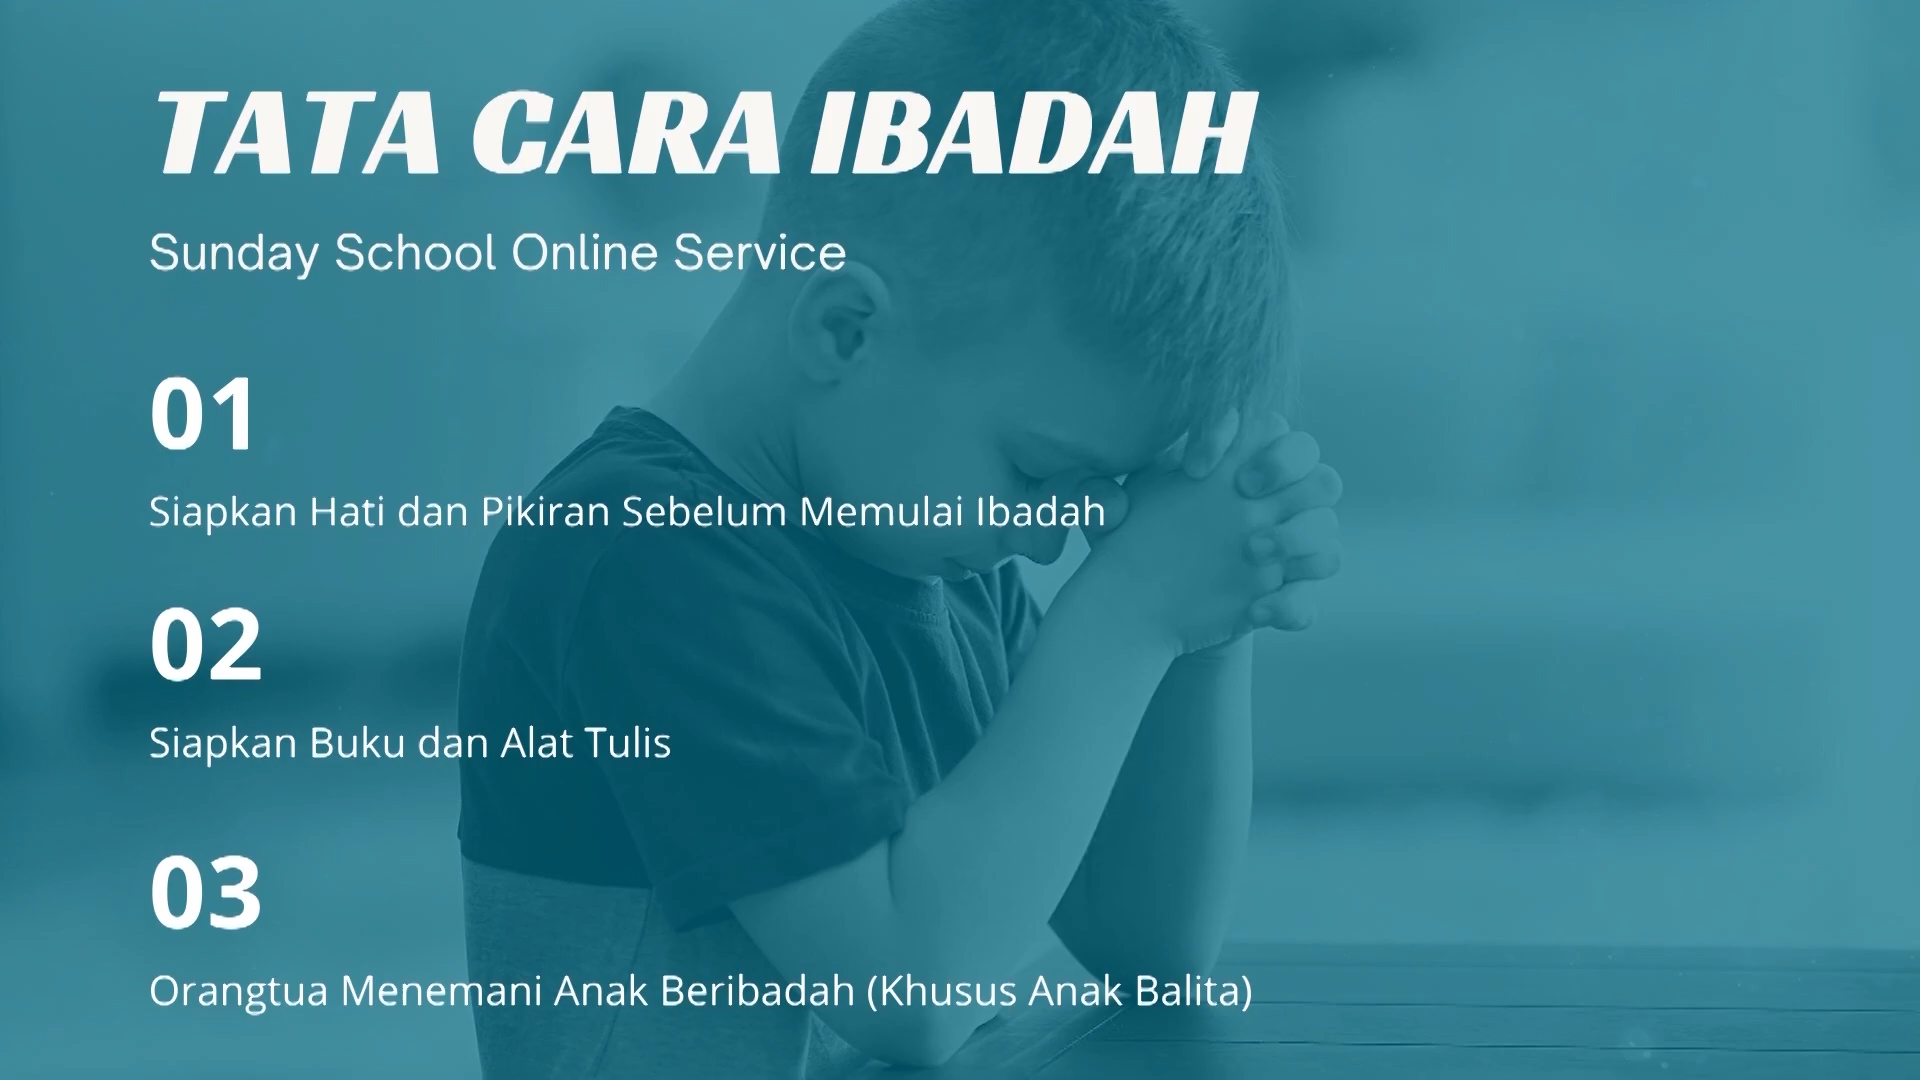 TATA CARA IBADAH
Sunday School Online Service
01
Siapkan Hati dan Pikiran Sebelum Memulai Ibadah
02
Siapkan Buku dan Alat Tulis
03
Orangtua Menemani Anak Beribadah (Khusus Anak Balita)